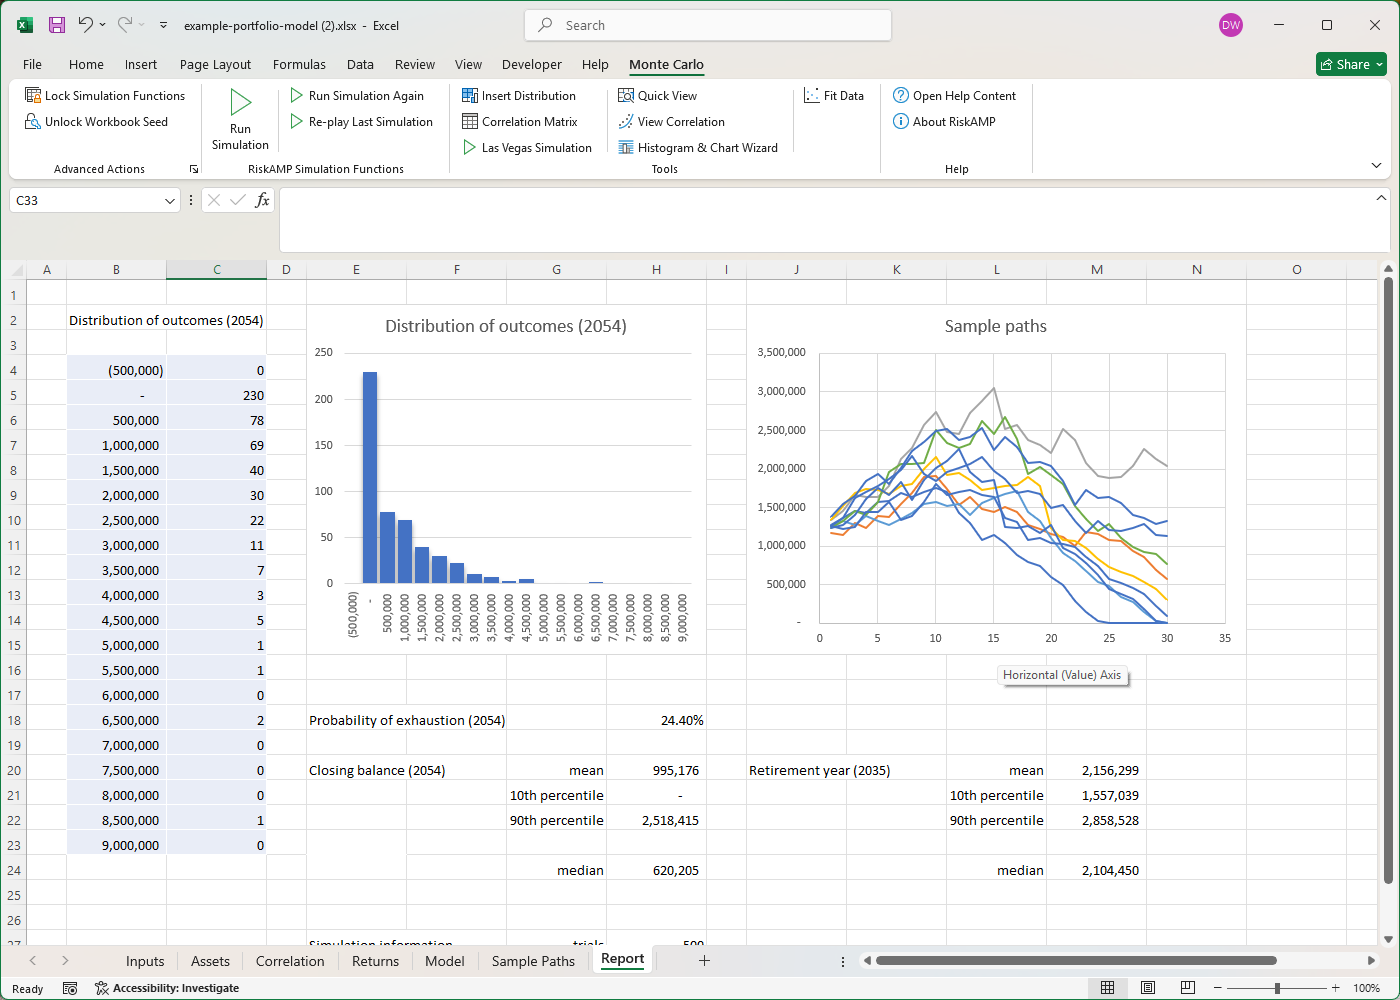 example-portfolio-model (2).xlsx - Excel
Search
DW
File Home Insert Page Layout Formulas Data Review View Developer Help Monte Carlo
Share
Lock Simulation Functions
Unlock Workbook Seed
Advanced Actions
Run
Simulation
Run Simulation Again
Re-play Last Simulation
RiskAMP Simulation Functions
Insert Distribution
Correlation Matrix
Las Vegas Simulation
Quick View
View Correlation
Histogram & Chart Wizard
Fit Data
Tools
Open Help Content
About RiskAMP
Help
C33
fx
A B C D E F G H I J K L M N O
1
2 Distribution of outcomes (2054)
3
4 (500,000) 0
5 - 230
6 500,000 78
7 1,000,000 69
8 1,500,000 40
9 2,000,000 30
10 2,500,000 22
11 3,000,000 11
12 3,500,000 7
13 4,000,000 3
14 4,500,000 5
15 5,000,000 1
16 5,500,000 1
17 6,000,000 0
18 6,500,000 2
19 7,000,000 0
20 7,500,000 0
21 8,000,000 0
22 8,500,000 1
23 9,000,000 0
24
25
26
27
Distribution of outcomes (2054)
250
200
150
100
50
0
(500,000) - 500,000 1,000,000 1,500,000 2,000,000 2,500,000 3,000,000 3,500,000 4,000,000 4,500,000 5,000,000 5,500,000 6,500,000 7,000,000 7,500,000 8,000,000 8,500,000 9,000,000
Sample paths
3,500,000
3,000,000
2,500,000
2,000,000
1,500,000
1,000,000
500,000
-
0 5 10 15 20 25 30 35
Horizontal (Value) Axis
Probability of exhaustion (2054) 24.40%
Closing balance (2054) mean 995,176
10th percentile -
90th percentile 2,518,415
median 620,205
Retirement year (2035) mean 2,156,299
10th percentile 1,557,039
90th percentile 2,858,528
median 2,104,450
Simulation information trials 500
Inputs Assets Correlation Returns Model Sample Paths Report
Ready Accessibility: Investigate 100%